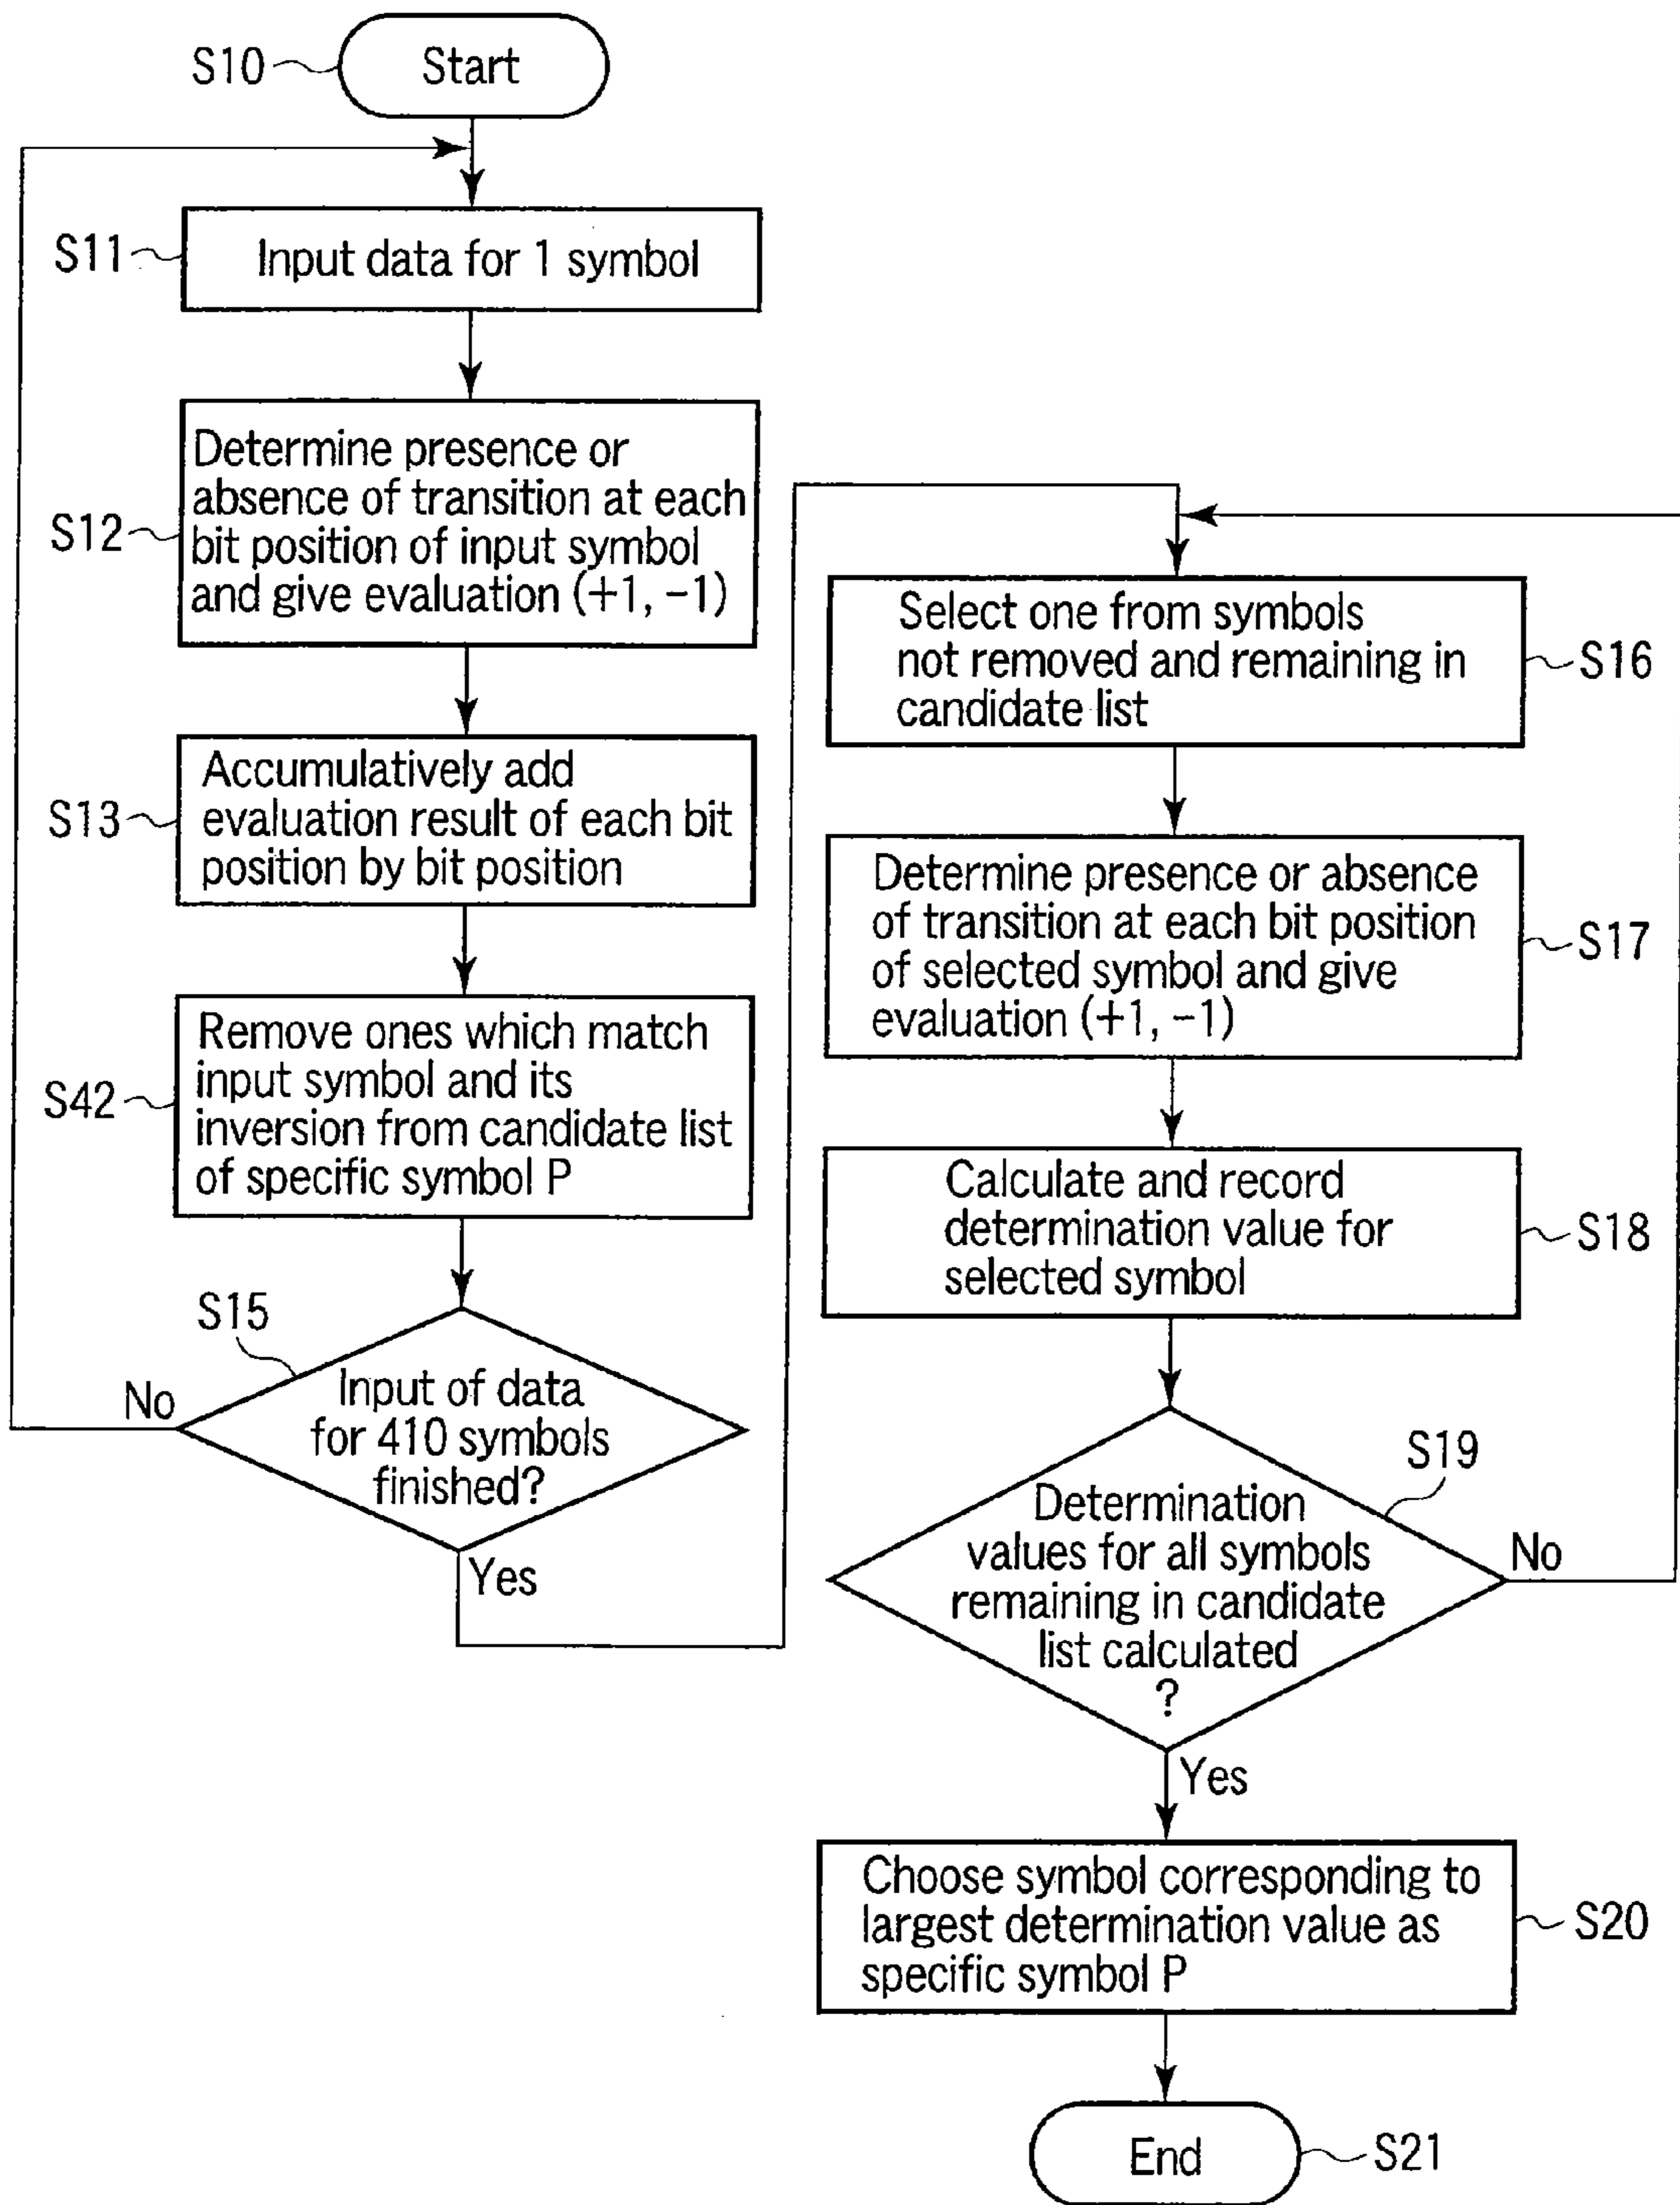 S10
Start
S11
Input data for 1 symbol
S12
Determine presence or
absence of transition at each
bit position of input symbol
and give evaluation (+1, -1)
S13
Accumulatively add
evaluation result of each bit
position by bit position
S42
Remove ones which match
input symbol and its
inversion from candidate list
of specific symbol P
S15
Input of data
for 410 symbols
finished?
No
Yes
Select one from symbols
not removed and remaining in
candidate list
S16
Determine presence or absence
of transition at each bit position
of selected symbol and give
evaluation (+1, -1)
S17
Calculate and record
determination value for
selected symbol
S18
S19
Determination
values for all symbols
remaining in candidate
list calculated
?
No
Yes
Choose symbol corresponding to
largest determination value as
specific symbol P
S20
End
S21